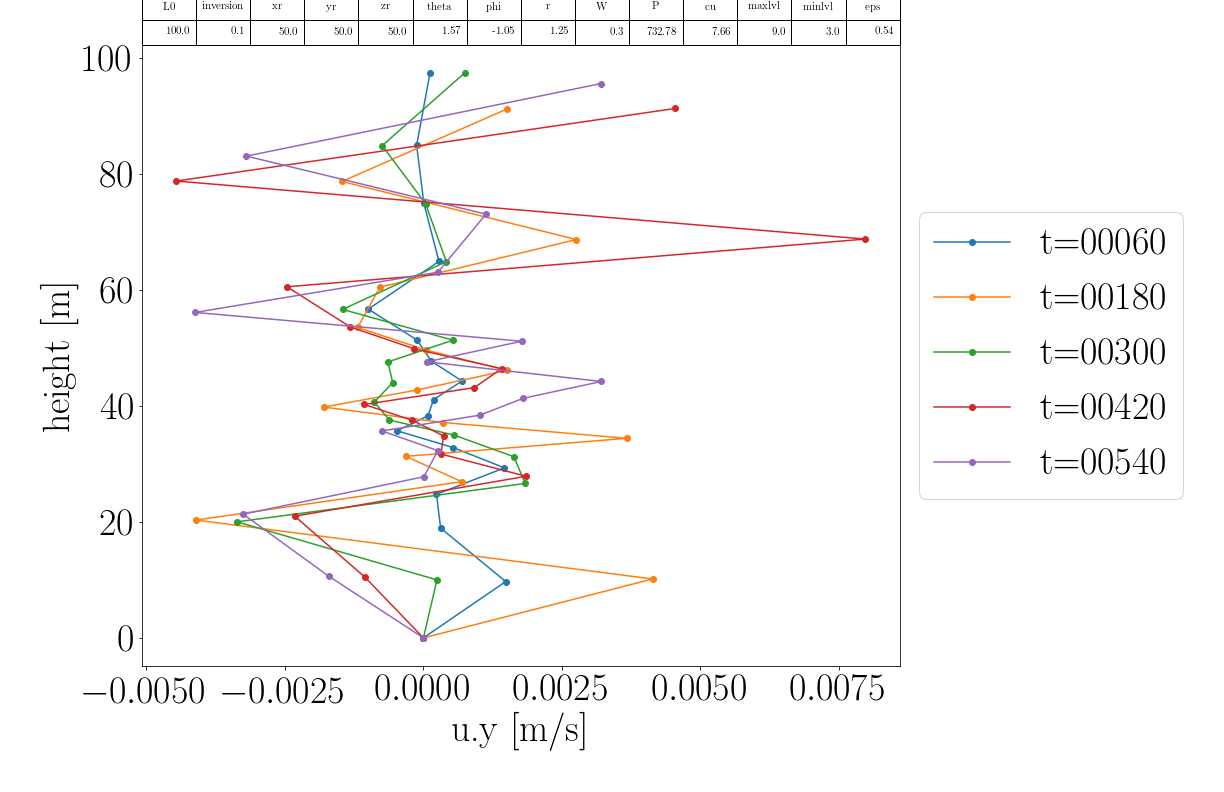 L0 inversion xr yr zr theta phi r W P cu maxlvl minlvl eps
100.0 0.1 50.0 50.0 50.0 1.57 -1.05 1.25 0.3 732.78 7.66 9.0 3.0 0.54
100
80
60
40
20
0
height [m]
−0.0050 −0.0025 0.0000 0.0025 0.0050 0.0075
u.y [m/s]
t=00060
t=00180
t=00300
t=00420
t=00540